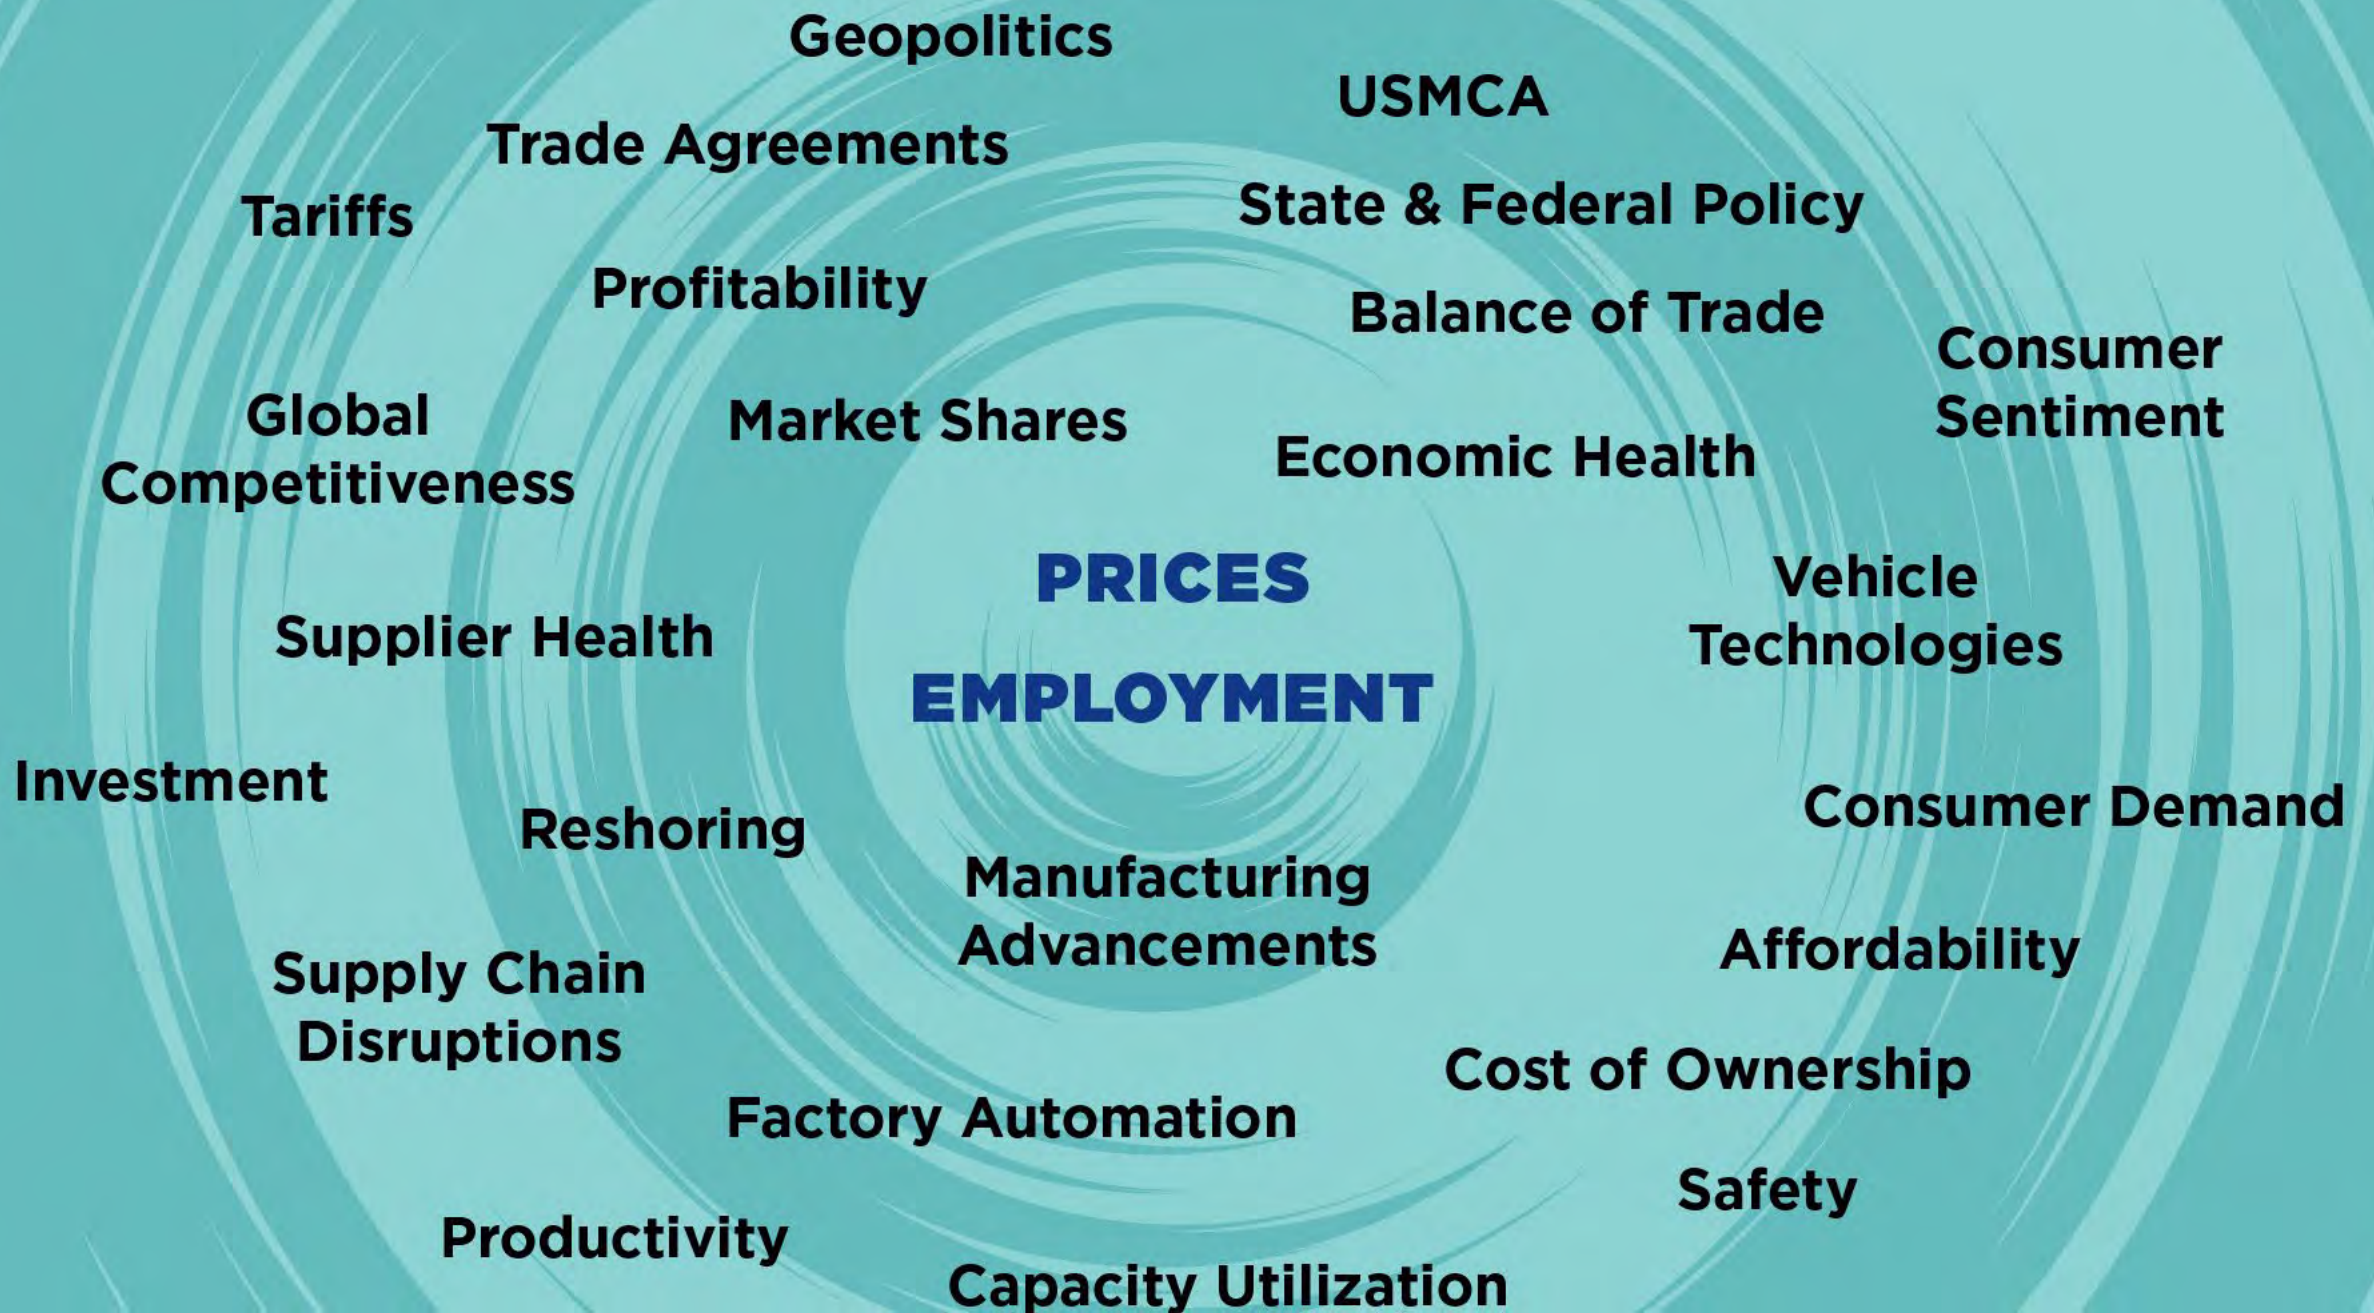 Geopolitics
USMCA
Trade Agreements
State & Federal Policy
Tariffs
Profitability
Balance of Trade
Consumer
Sentiment
Global
Competitiveness
Market Shares
Economic Health
PRICES
EMPLOYMENT
Vehicle
Technologies
Supplier Health
Investment
Reshoring
Consumer Demand
Manufacturing
Advancements
Affordability
Supply Chain
Disruptions
Cost of Ownership
Factory Automation
Safety
Productivity
Capacity Utilization